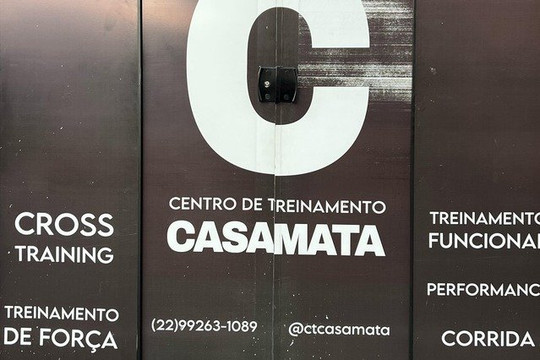 C
CENTRO DE TREINAMENTO
CASAMATA
(22)99263-1089 @ctcasamata
CROSS
TRAINING
TREINAMENTO
DE FORÇA
TREINAMENTO
FUNCIONAL
PERFORMANC
CORRIDA